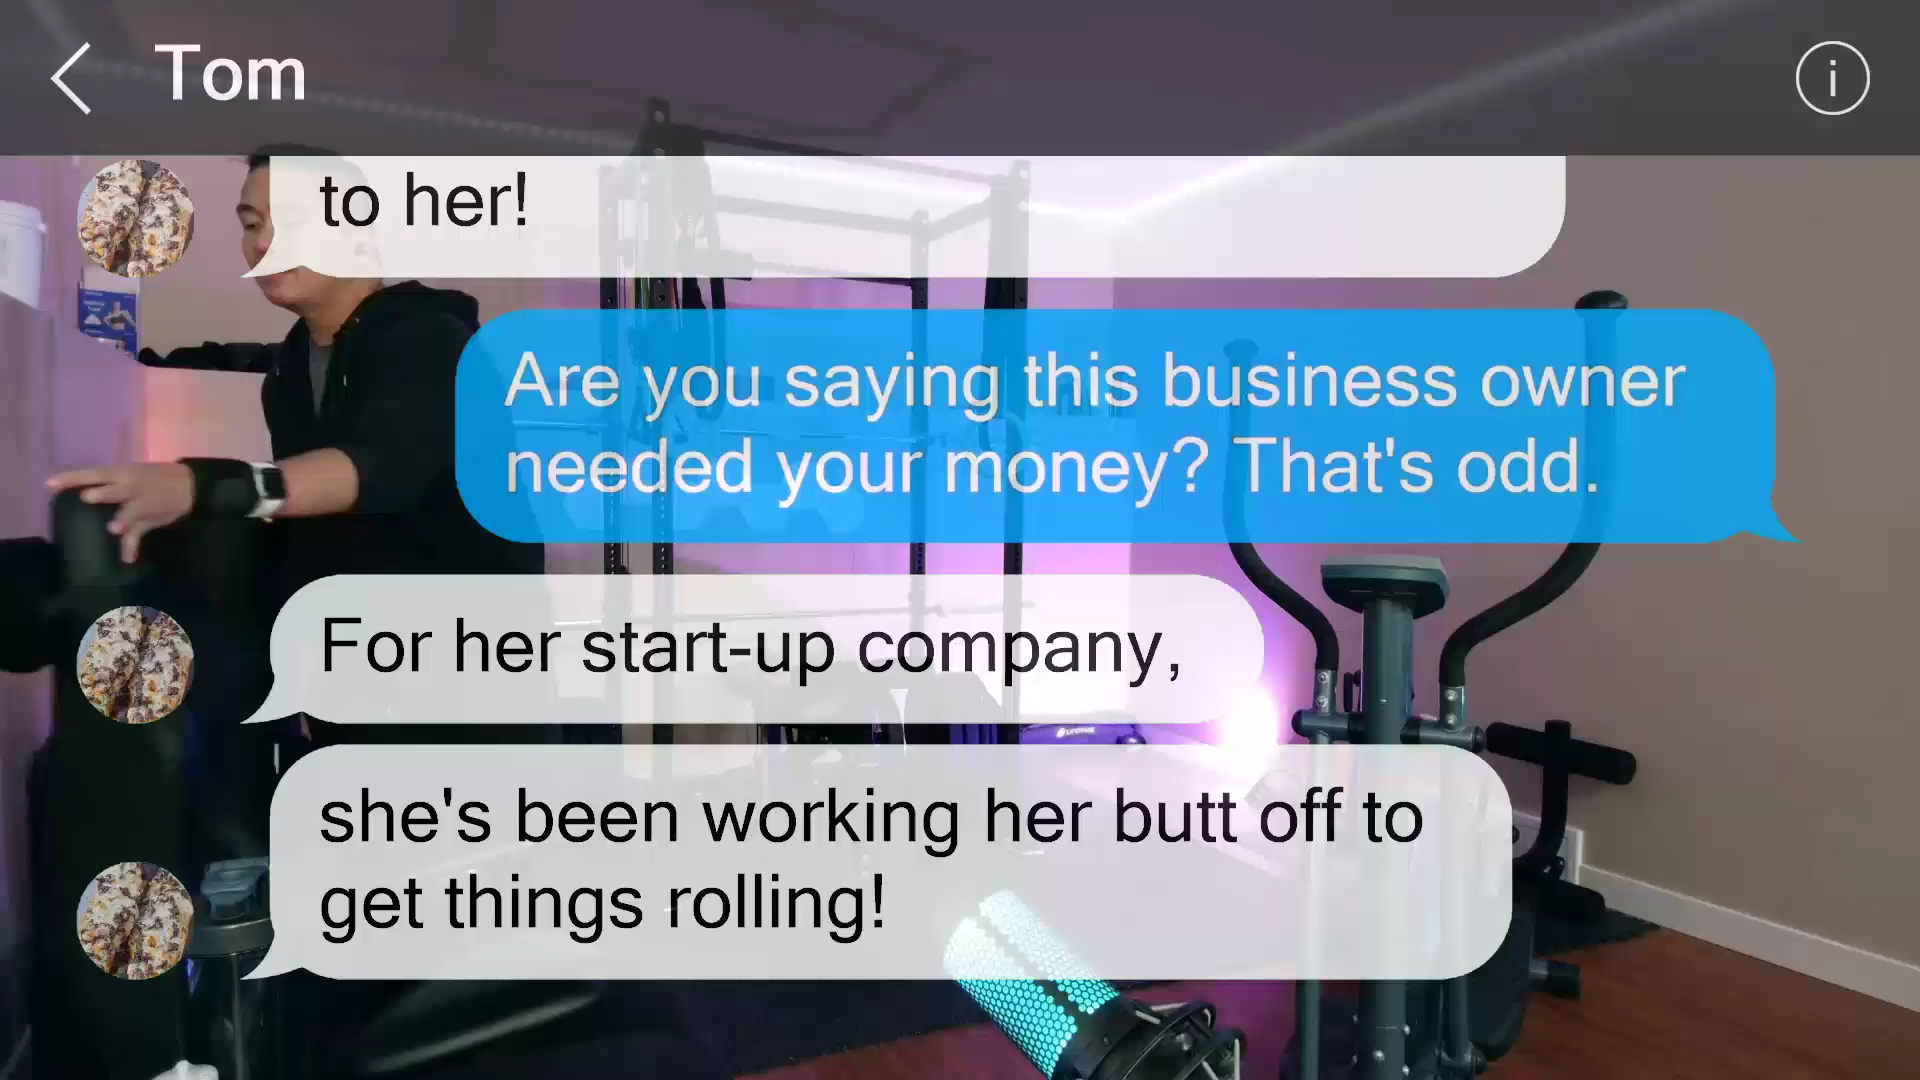 Tom
to her!
Are you saying this business owner
needed your money? That's odd.
For her start-up company,
she's been working her butt off to
get things rolling!